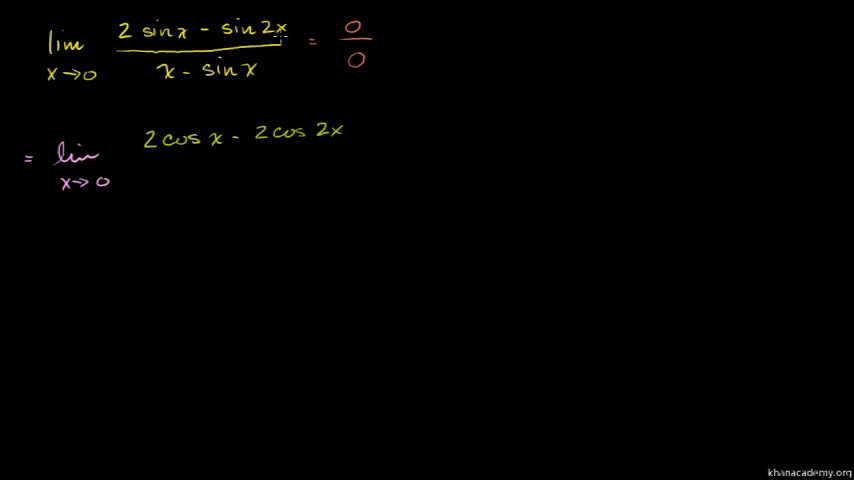 lim x→0 (2 sin x - sin 2x)/(x - sin x) = 0/0
= lim x→0 2 cos x - 2 cos 2x
khanacademy.org